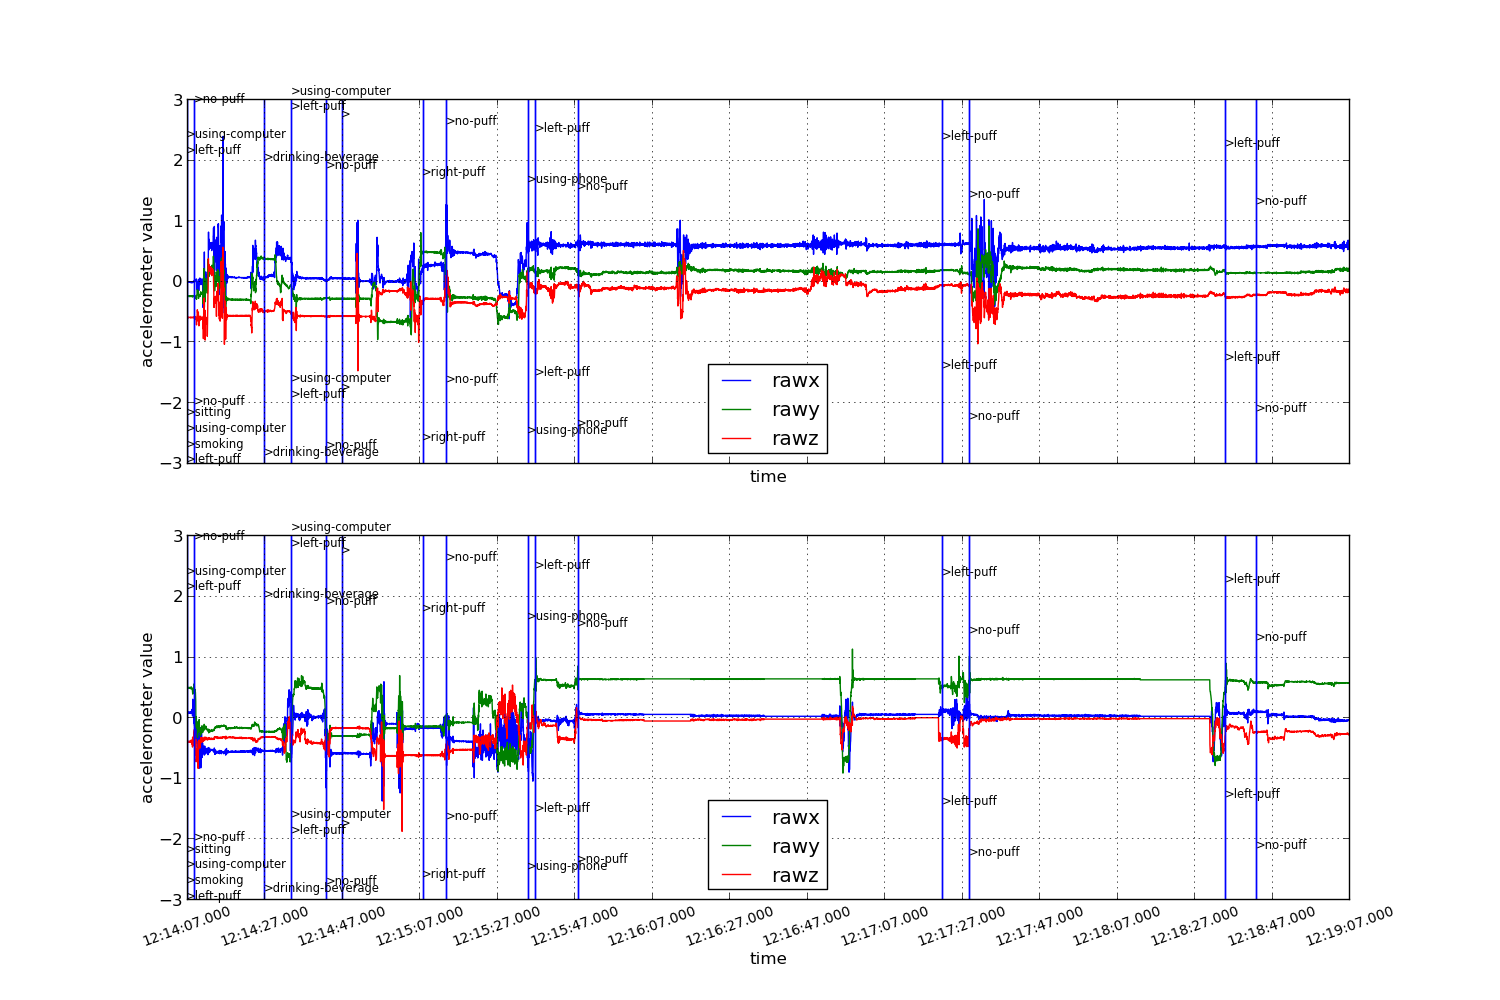 >using-computer
3
>no-puff
>left-puff
>
>no-puff
>left-puff
>using-computer
>left-puff
>left-puff
>left-puff
>drinking-beverage
2
>no-puff
>right-puff
>using-phone
>no-puff
>no-puff
>no-puff
1
0
−1
accelerometer value
>left-puff
>left-puff
>left-puff
>using-computer
>no-puff
>
>left-puff
−2
>no-puff
>sitting
>no-puff
>no-puff
>no-puff
>using-computer
>using-phone
>right-puff
>smoking
>no-puff
>drinking-beverage
−3
>left-puff
rawx
rawy
rawz
time
>using-computer
3
>no-puff
>left-puff
>
>no-puff
>left-puff
>using-computer
>left-puff
>left-puff
>left-puff
>drinking-beverage
2
>no-puff
>right-puff
>using-phone
>no-puff
>no-puff
>no-puff
1
0
−1
accelerometer value
>left-puff
>left-puff
>left-puff
>using-computer
>no-puff
>
>left-puff
−2
>no-puff
>sitting
>no-puff
>no-puff
>no-puff
>using-computer
>using-phone
>right-puff
>smoking
>no-puff
>drinking-beverage
−3
>left-puff
rawx
rawy
rawz
12:14:07.000
12:14:27.000
12:14:47.000
12:15:07.000
12:15:27.000
12:15:47.000
12:16:07.000
12:16:27.000
12:16:47.000
12:17:07.000
12:17:27.000
12:17:47.000
12:18:07.000
12:18:27.000
12:18:47.000
12:19:07.000
time